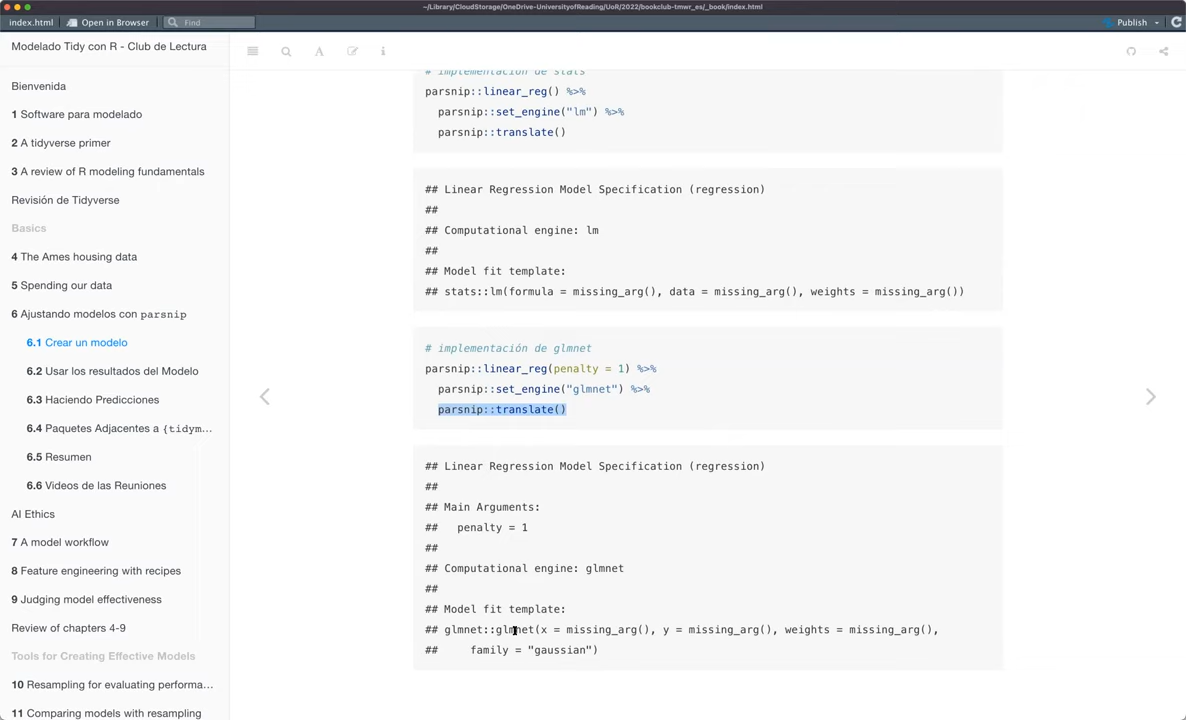 ~/Library/CloudStorage/OneDrive-UniversityofReading/UoR/2022/bookclub-tmwr_es/_book/index.html
index.html
Open in Browser
Find
Publish
Modelado Tidy con R - Club de Lectura
Bienvenida
1 Software para modelado
2 A tidyverse primer
3 A review of R modeling fundamentals
Revisión de Tidyverse
Basics
4 The Ames housing data
5 Spending our data
6 Ajustando modelos con parsnip
6.1 Crear un modelo
6.2 Usar los resultados del Modelo
6.3 Haciendo Predicciones
6.4 Paquetes Adjacentes a {tidym...
6.5 Resumen
6.6 Videos de las Reuniones
AI Ethics
7 A model workflow
8 Feature engineering with recipes
9 Judging model effectiveness
Review of chapters 4-9
Tools for Creating Effective Models
10 Resampling for evaluating performa...
11 Comparing models with resampling
# implementación de stats
parsnip::linear_reg() %>%
parsnip::set_engine("lm") %>%
parsnip::translate()
## Linear Regression Model Specification (regression)
##
## Computational engine: lm
##
## Model fit template:
## stats::lm(formula = missing_arg(), data = missing_arg(), weights = missing_arg())
# implementación de glmnet
parsnip::linear_reg(penalty = 1) %>%
parsnip::set_engine("glmnet") %>%
parsnip::translate()
## Linear Regression Model Specification (regression)
##
## Main Arguments:
##   penalty = 1
##
## Computational engine: glmnet
##
## Model fit template:
## glmnet::glmnet(x = missing_arg(), y = missing_arg(), weights = missing_arg(),
##     family = "gaussian")